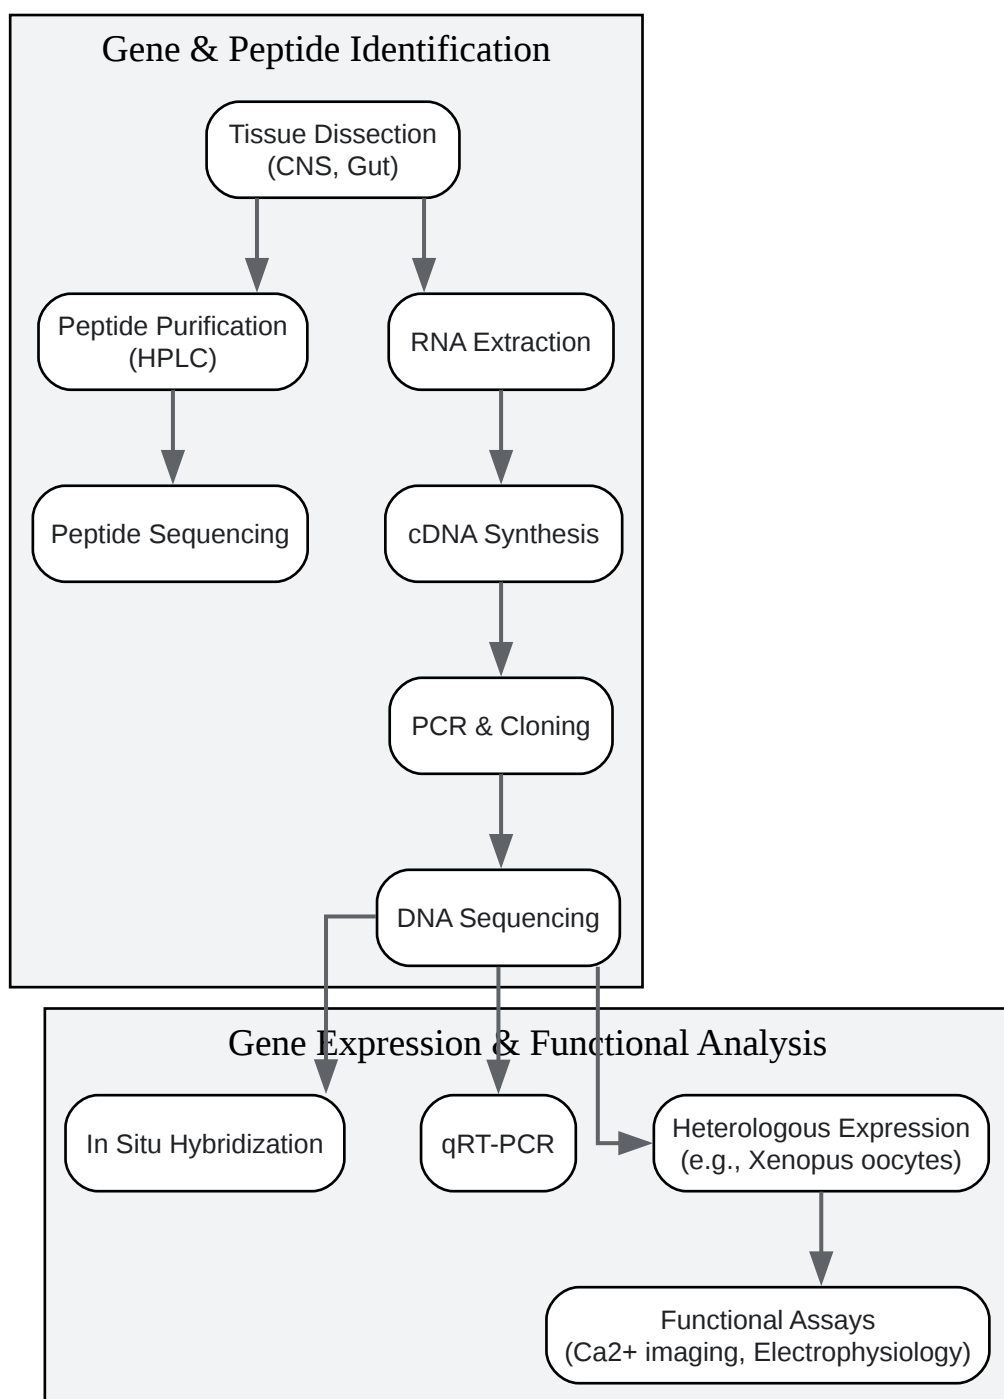 Gene & Peptide Identification
Tissue Dissection
(CNS, Gut)
Peptide Purification
(HPLC)
RNA Extraction
Peptide Sequencing
cDNA Synthesis
PCR & Cloning
DNA Sequencing
Gene Expression & Functional Analysis
In Situ Hybridization
qRT-PCR
Heterologous Expression
(e.g., Xenopus oocytes)
Functional Assays
(Ca2+ imaging, Electrophysiology)